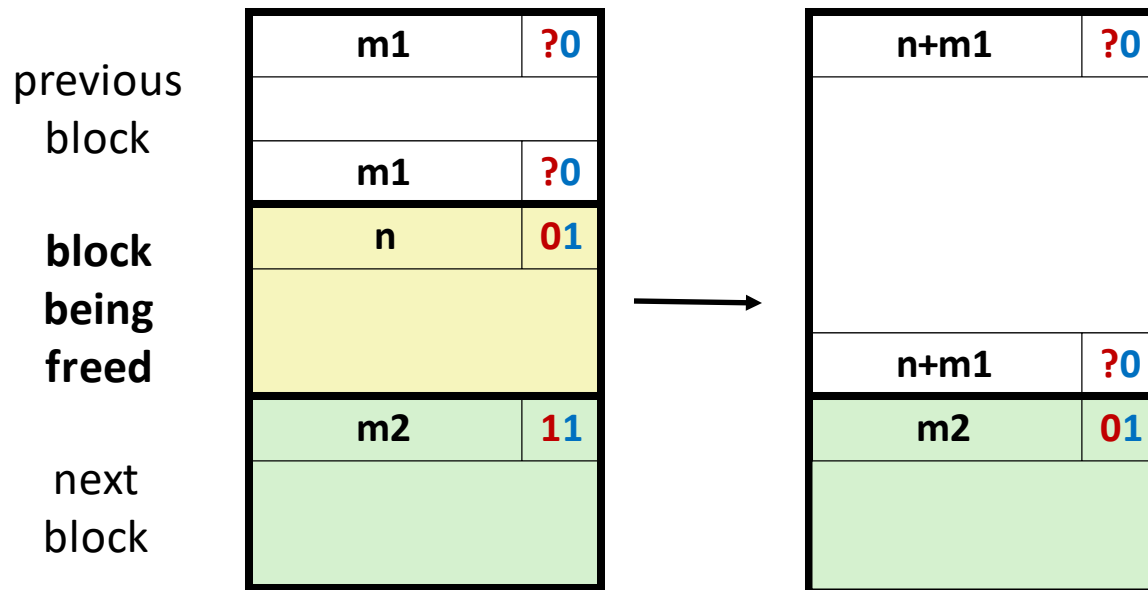 m1 ?0 n+m1 ?0
previous
block
m1 ?0
n 01
block
being
freed
n+m1 ?0
m2 11 m2 01
next
block